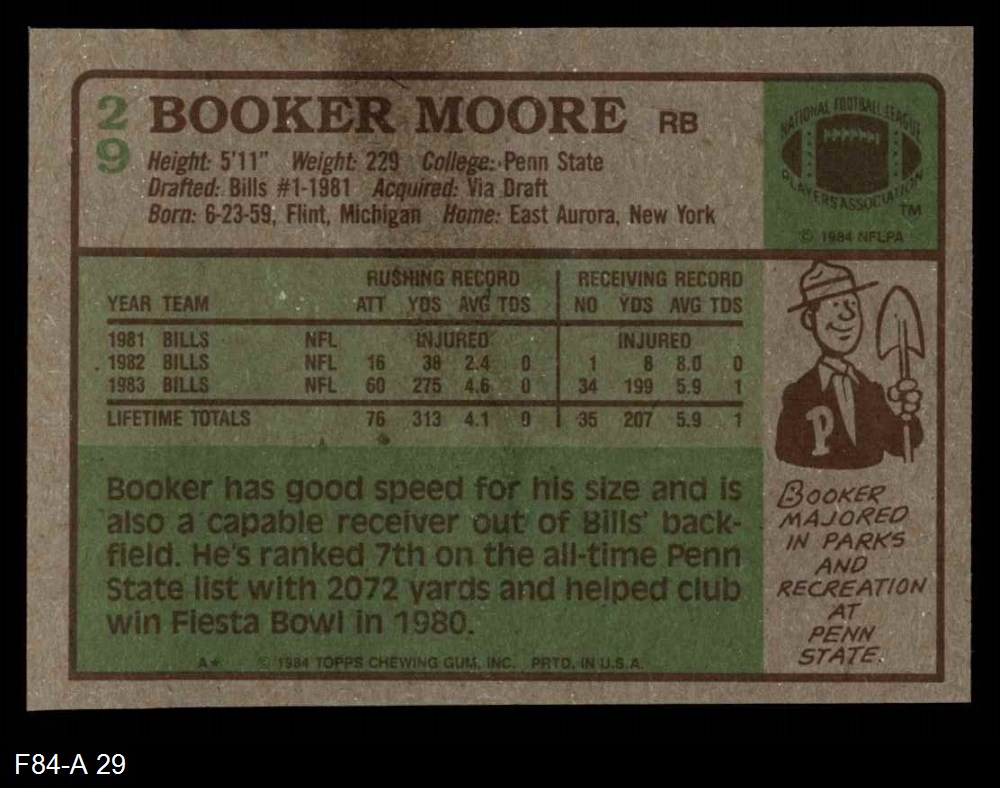 29 BOOKER MOORE RB
Height: 5'11" Weight: 229 College: Penn State
Drafted: Bills #1-1981 Acquired: Via Draft
Born: 6-23-59, Flint, Michigan Home: East Aurora, New York
NATIONAL FOOTBALL LEAGUE
PLAYERS ASSOCIATION
TM
© 1984 NFLPA
RUSHING RECORD RECEIVING RECORD
YEAR TEAM ATT YDS AVG TDS NO YDS AVG TDS
1981 BILLS NFL INJURED INJURED
1982 BILLS NFL 16 38 2.4 0 1 8 8.0 0
1983 BILLS NFL 60 275 4.6 0 34 199 5.9 1
LIFETIME TOTALS 76 313 4.1 0 35 207 5.9 1
Booker has good speed for his size and is
also a capable receiver out of Bills' back-
field. He's ranked 7th on the all-time Penn
State list with 2072 yards and helped club
win Fiesta Bowl in 1980.
A* © 1984 TOPPS CHEWING GUM, INC. PRTD. IN U.S.A.
P
BOOKER
MAJORED
IN PARKS
AND
RECREATION
AT
PENN
STATE.
F84-A 29